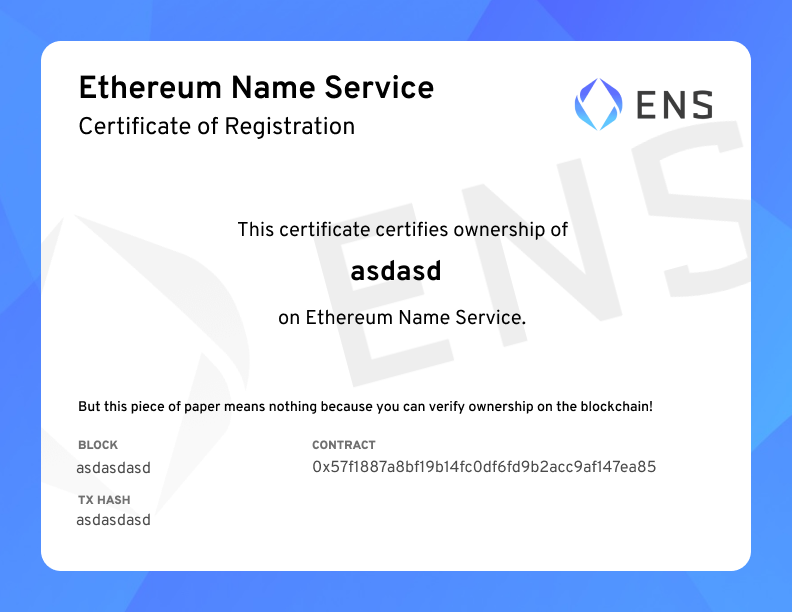 Ethereum Name Service
Certificate of Registration
ENS
ENS
This certificate certifies ownership of
asdasd
on Ethereum Name Service.
But this piece of paper means nothing because you can verify ownership on the blockchain!
BLOCK
asdasdasd
CONTRACT
0x57f1887a8bf19b14fc0df6fd9b2acc9af147ea85
TX HASH
asdasdasd